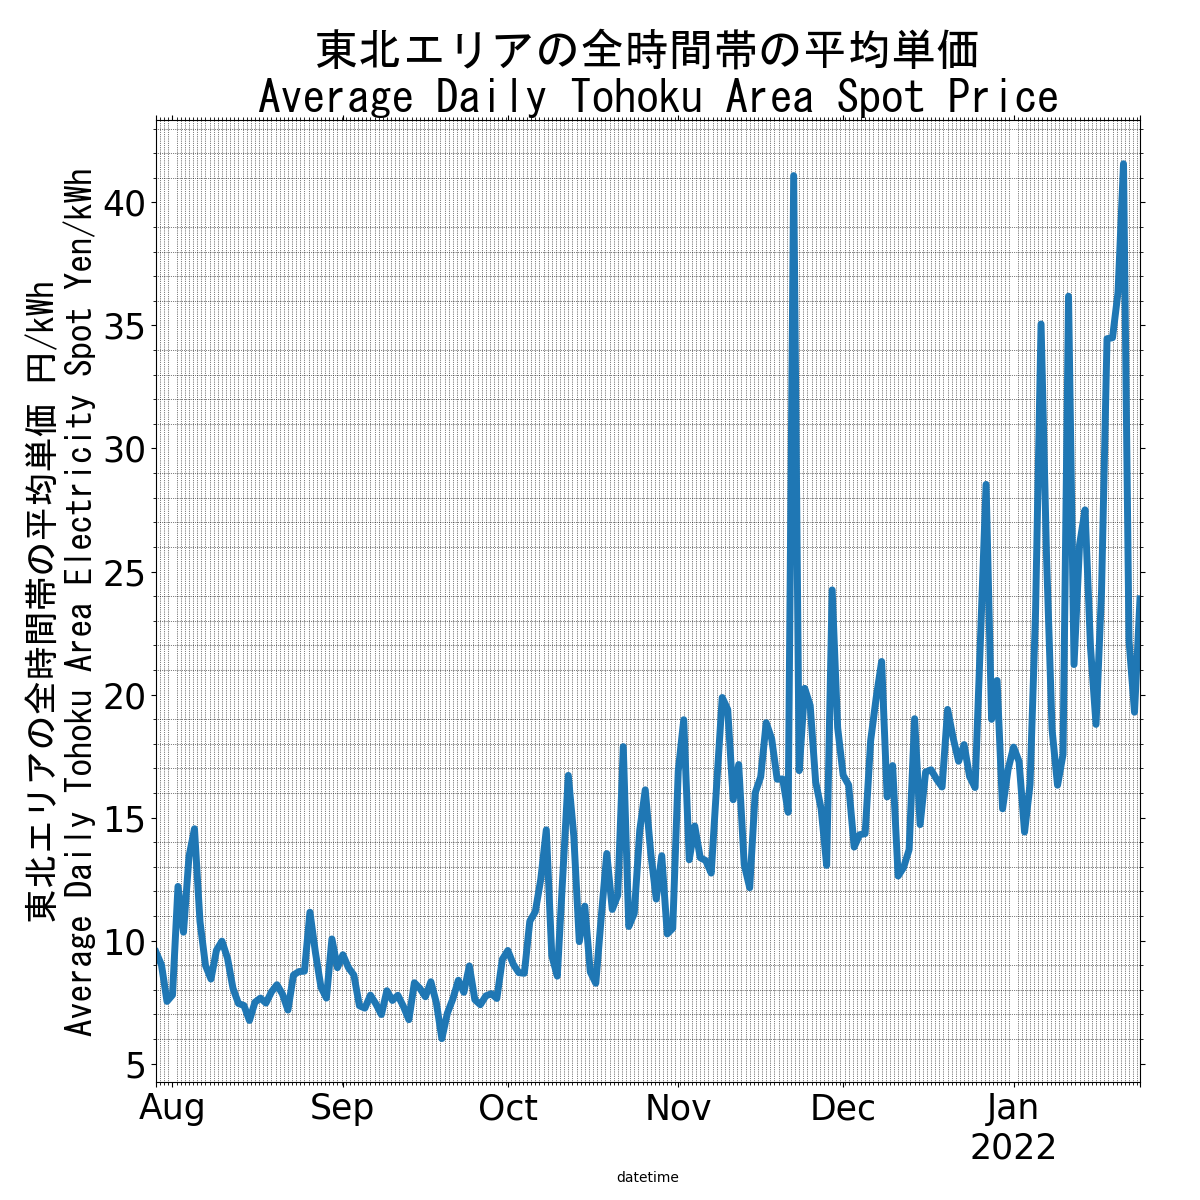 東北エリアの全時間帯の平均単価
Average Daily Tohoku Area Spot Price
東北エリアの全時間帯の平均単価 円/kWh
Average Daily Tohoku Area Electricity Spot Yen/kWh
40
35
30
25
20
15
10
5
Aug
Sep
Oct
Nov
Dec
Jan
2022
datetime